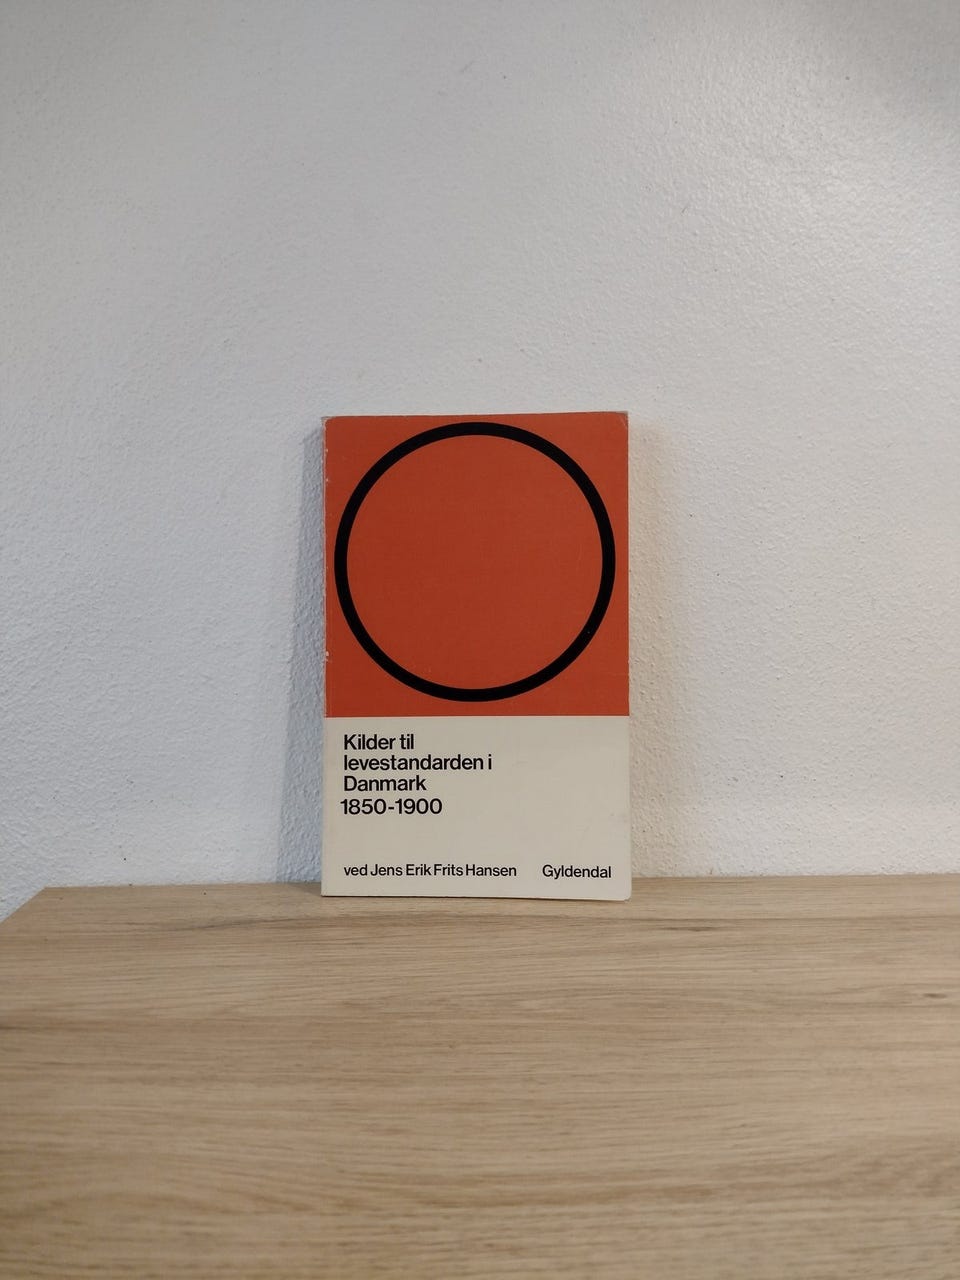 Kilder til
levestandarden i
Danmark
1850-1900
ved Jens Erik Frits Hansen Gyldendal